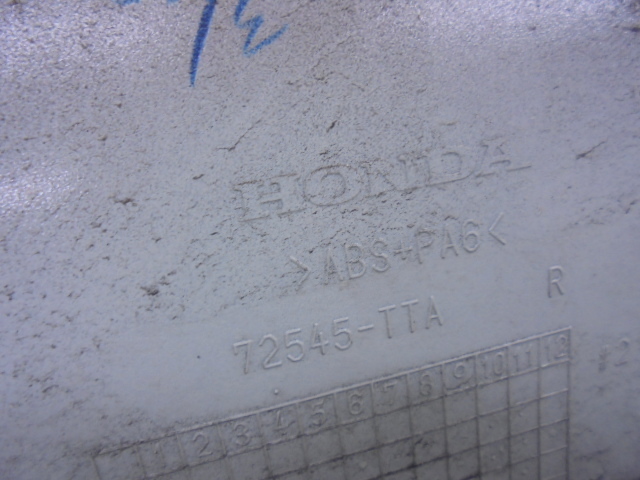 HONDA
>ABS+PA6<
72545-TTA R
1 2 3 4 5 6 7 8 9 10 11 12